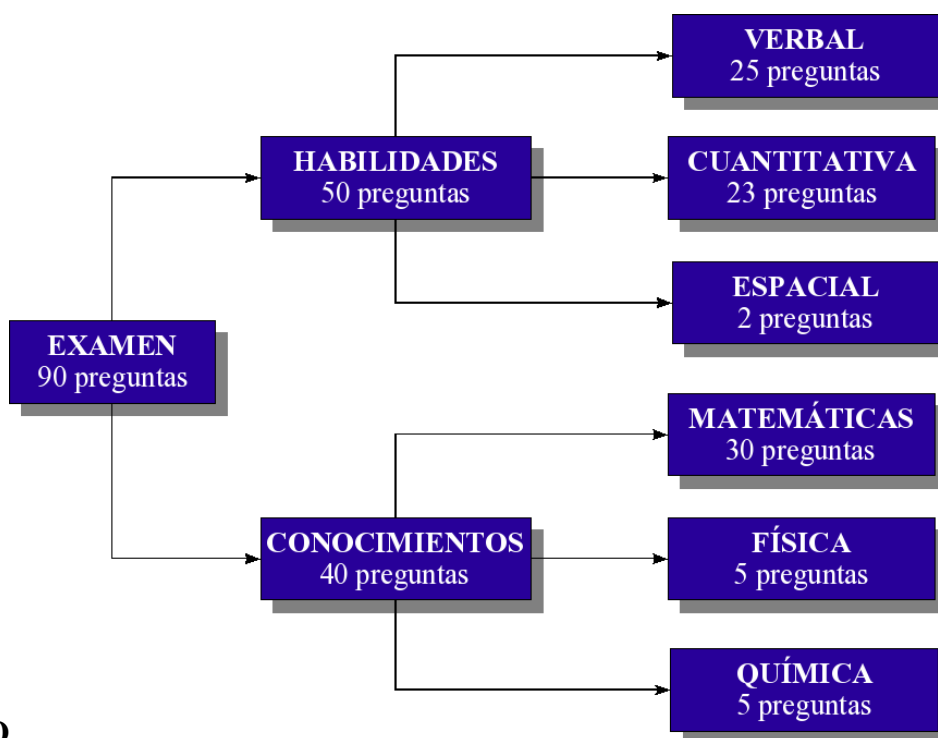 VERBAL
25 preguntas
HABILIDADES
50 preguntas
CUANTITATIVA
23 preguntas
ESPACIAL
2 preguntas
EXAMEN
90 preguntas
MATEMÁTICAS
30 preguntas
CONOCIMIENTOS
40 preguntas
FÍSICA
5 preguntas
QUÍMICA
5 preguntas